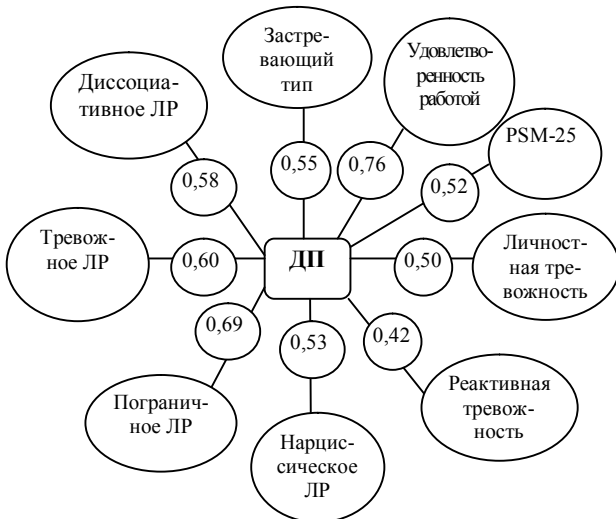 Застре-
вающий
тип
Удовлетво-
ренность
работой
Диссоциа-
тивное ЛР
PSM-25
0,58
0,55
0,76
0,52
Тревож-
ное ЛР
0,60
ДП
0,50
Личност-
ная тре-
вожность
0,69
0,53
0,42
Погранич-
ное ЛР
Нарцис-
сическое
ЛР
Реактивная
тревож-
ность